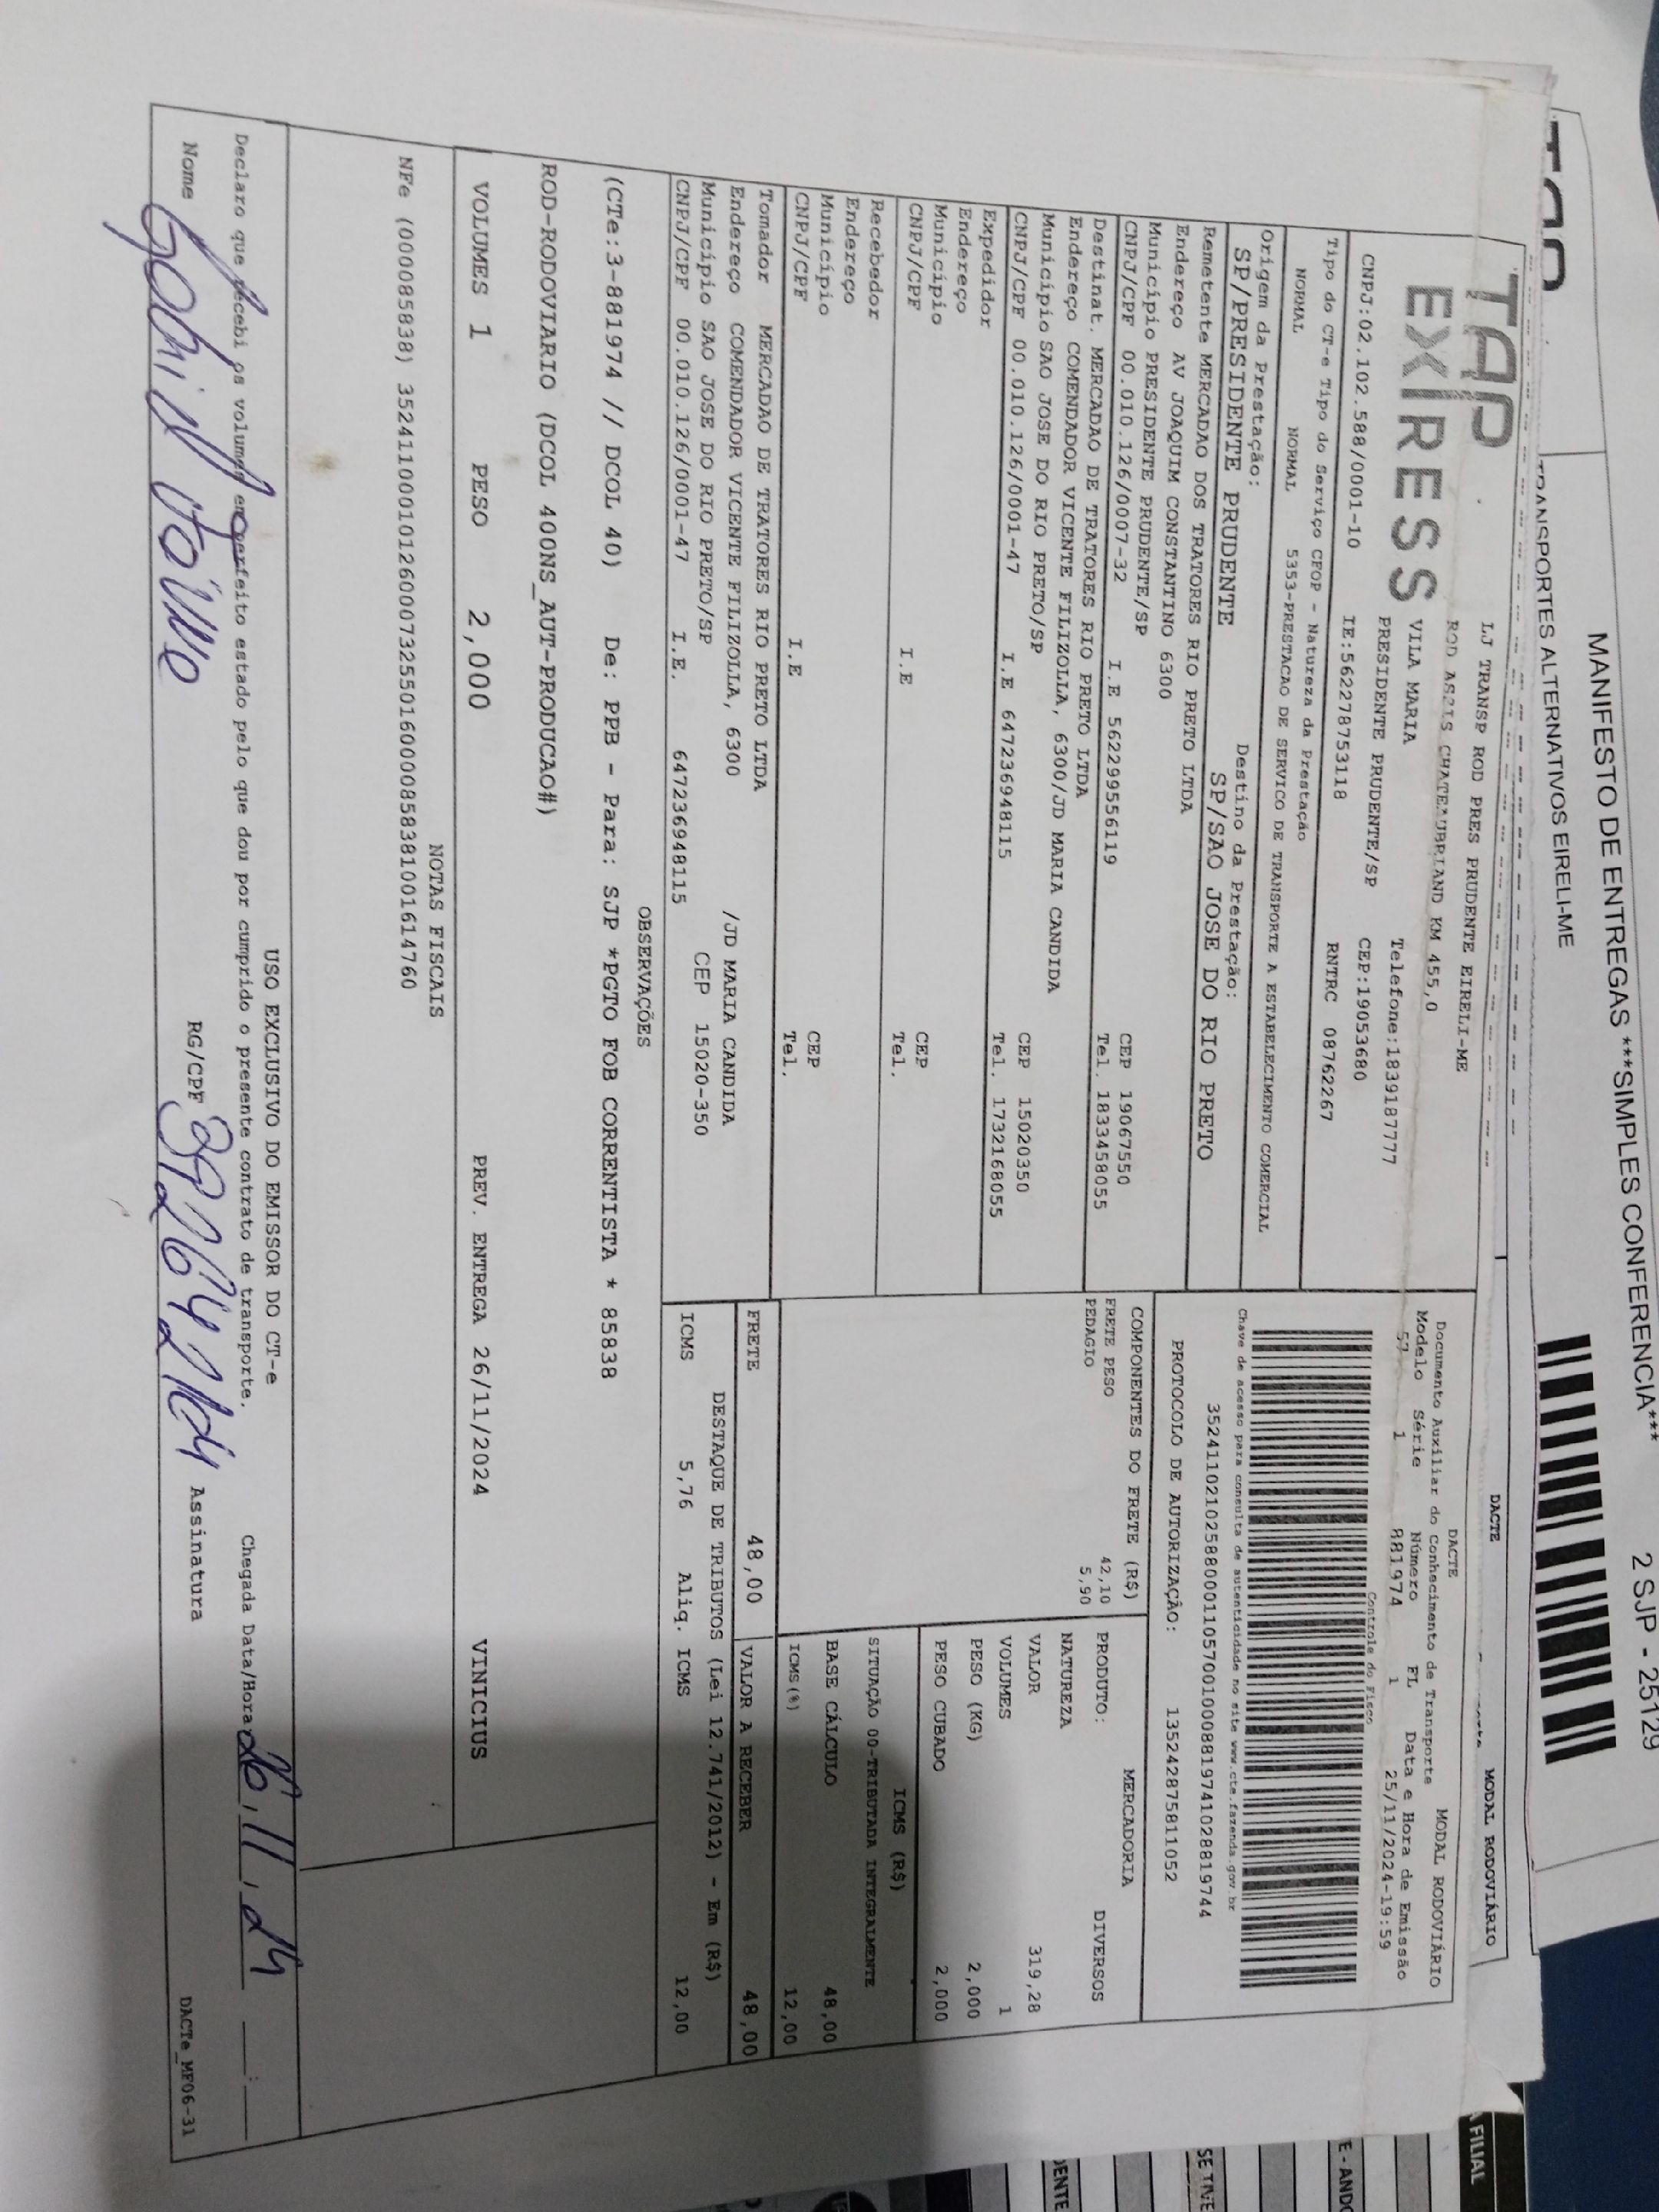 MANIFESTO DE ENTREGAS ***SIMPLES CONFERENCIA***
2 SJP - 25129
TRANSPORTES ALTERNATIVOS EIRELI-ME
DACTE
MODAL RODOVIÁRIO
TAP
EXPRESS
LJ TRANSP ROD PRES PRUDENTE EIRELI-ME
ROD ASSIS CHATEAUBRIAND KM 455,0
VILA MARIA
Telefone:1839187777
PRESIDENTE PRUDENTE/SP
CEP:19053680
CNPJ:02.102.588/0001-10
IE:562278753118
RNTRC 08762267
DACTE
MODAL RODOVIÁRIO
Documento Auxiliar do Conhecimento de Transporte
Modelo Série Número FL Data e Hora de Emissão
57 1 881974 1 25/11/2024-19:59
Controle do Fisco
Tipo do CT-e Tipo do Serviço CFOP - Natureza da Prestação
NORMAL NORMAL 5353-PRESTACAO DE SERVICO DE TRANSPORTE A ESTABELECIMENTO COMERCIAL
Chave de acesso para consulta de autenticidade no site www.cte.fazenda.gov.br
35241102102588000110570010008819741028819744
Origem da Prestação:
Destino da Prestação:
SP/PRESIDENTE PRUDENTE
SP/SAO JOSE DO RIO PRETO
PROTOCOLO DE AUTORIZAÇÃO: 135242875811052
Remetente MERCADAO DOS TRATORES RIO PRETO LTDA
Endereço AV JOAQUIM CONSTANTINO 6300
Município PRESIDENTE PRUDENTE/SP
CEP 19067550
CNPJ/CPF 00.010.126/0007-32 I.E 562299556119
Tel. 1833458055
Destinat. MERCADAO DE TRATORES RIO PRETO LTDA
Endereço COMENDADOR VICENTE FILIZOLLA, 6300/JD MARIA CANDIDA
Município SAO JOSE DO RIO PRETO/SP
CEP 15020350
CNPJ/CPF 00.010.126/0001-47 I.E 647236948115
Tel. 1732168055
Expedidor
Endereço
Município
CEP
CNPJ/CPF I.E
Tel.
Recebedor
Endereço
Município
CEP
CNPJ/CPF I.E
Tel.
Tomador MERCADAO DE TRATORES RIO PRETO LTDA
Endereço COMENDADOR VICENTE FILIZOLLA, 6300 /JD MARIA CANDIDA
Município SAO JOSE DO RIO PRETO/SP CEP 15020-350
CNPJ/CPF 00.010.126/0001-47 I.E. 647236948115
COMPONENTES DO FRETE (R$)
FRETE PESO 42,10
PEDAGIO 5,90
MERCADORIA
PRODUTO: DIVERSOS
NATUREZA
VALOR 319,28
VOLUMES 1
PESO (KG) 2,000
PESO CUBADO 2,000
ICMS (R$)
SITUAÇÃO 00-TRIBUTADA INTEGRALMENTE
BASE CÁLCULO 48,00
ICMS(%) 12,00
FRETE 48,00
VALOR A RECEBER 48,00
DESTAQUE DE TRIBUTOS (Lei 12.741/2012) - Em (R$)
ICMS 5,76 Aliq. ICMS 12,00
OBSERVAÇÕES
(CTe:3-881974 // DCOL 40) De: PPB - Para: SJP *PGTO FOB CORRENTISTA * 85838
ROD-RODOVIARIO (DCOL 400NS_AUT-PRODUCAO#)
VOLUMES 1 PESO 2,000 PREV. ENTREGA 26/11/2024 VINICIUS
NOTAS FISCAIS
NFe (000085838) 35241100010126000732550160000858381001614760
USO EXCLUSIVO DO EMISSOR DO CT-e
Declaro que recebi os volumes em perfeito estado pelo que dou por cumprido o presente contrato de transporte.
Chegada Data/Hora 26, 11, 24
Nome
RG/CPF
Assinatura
DACTe_MF06-31